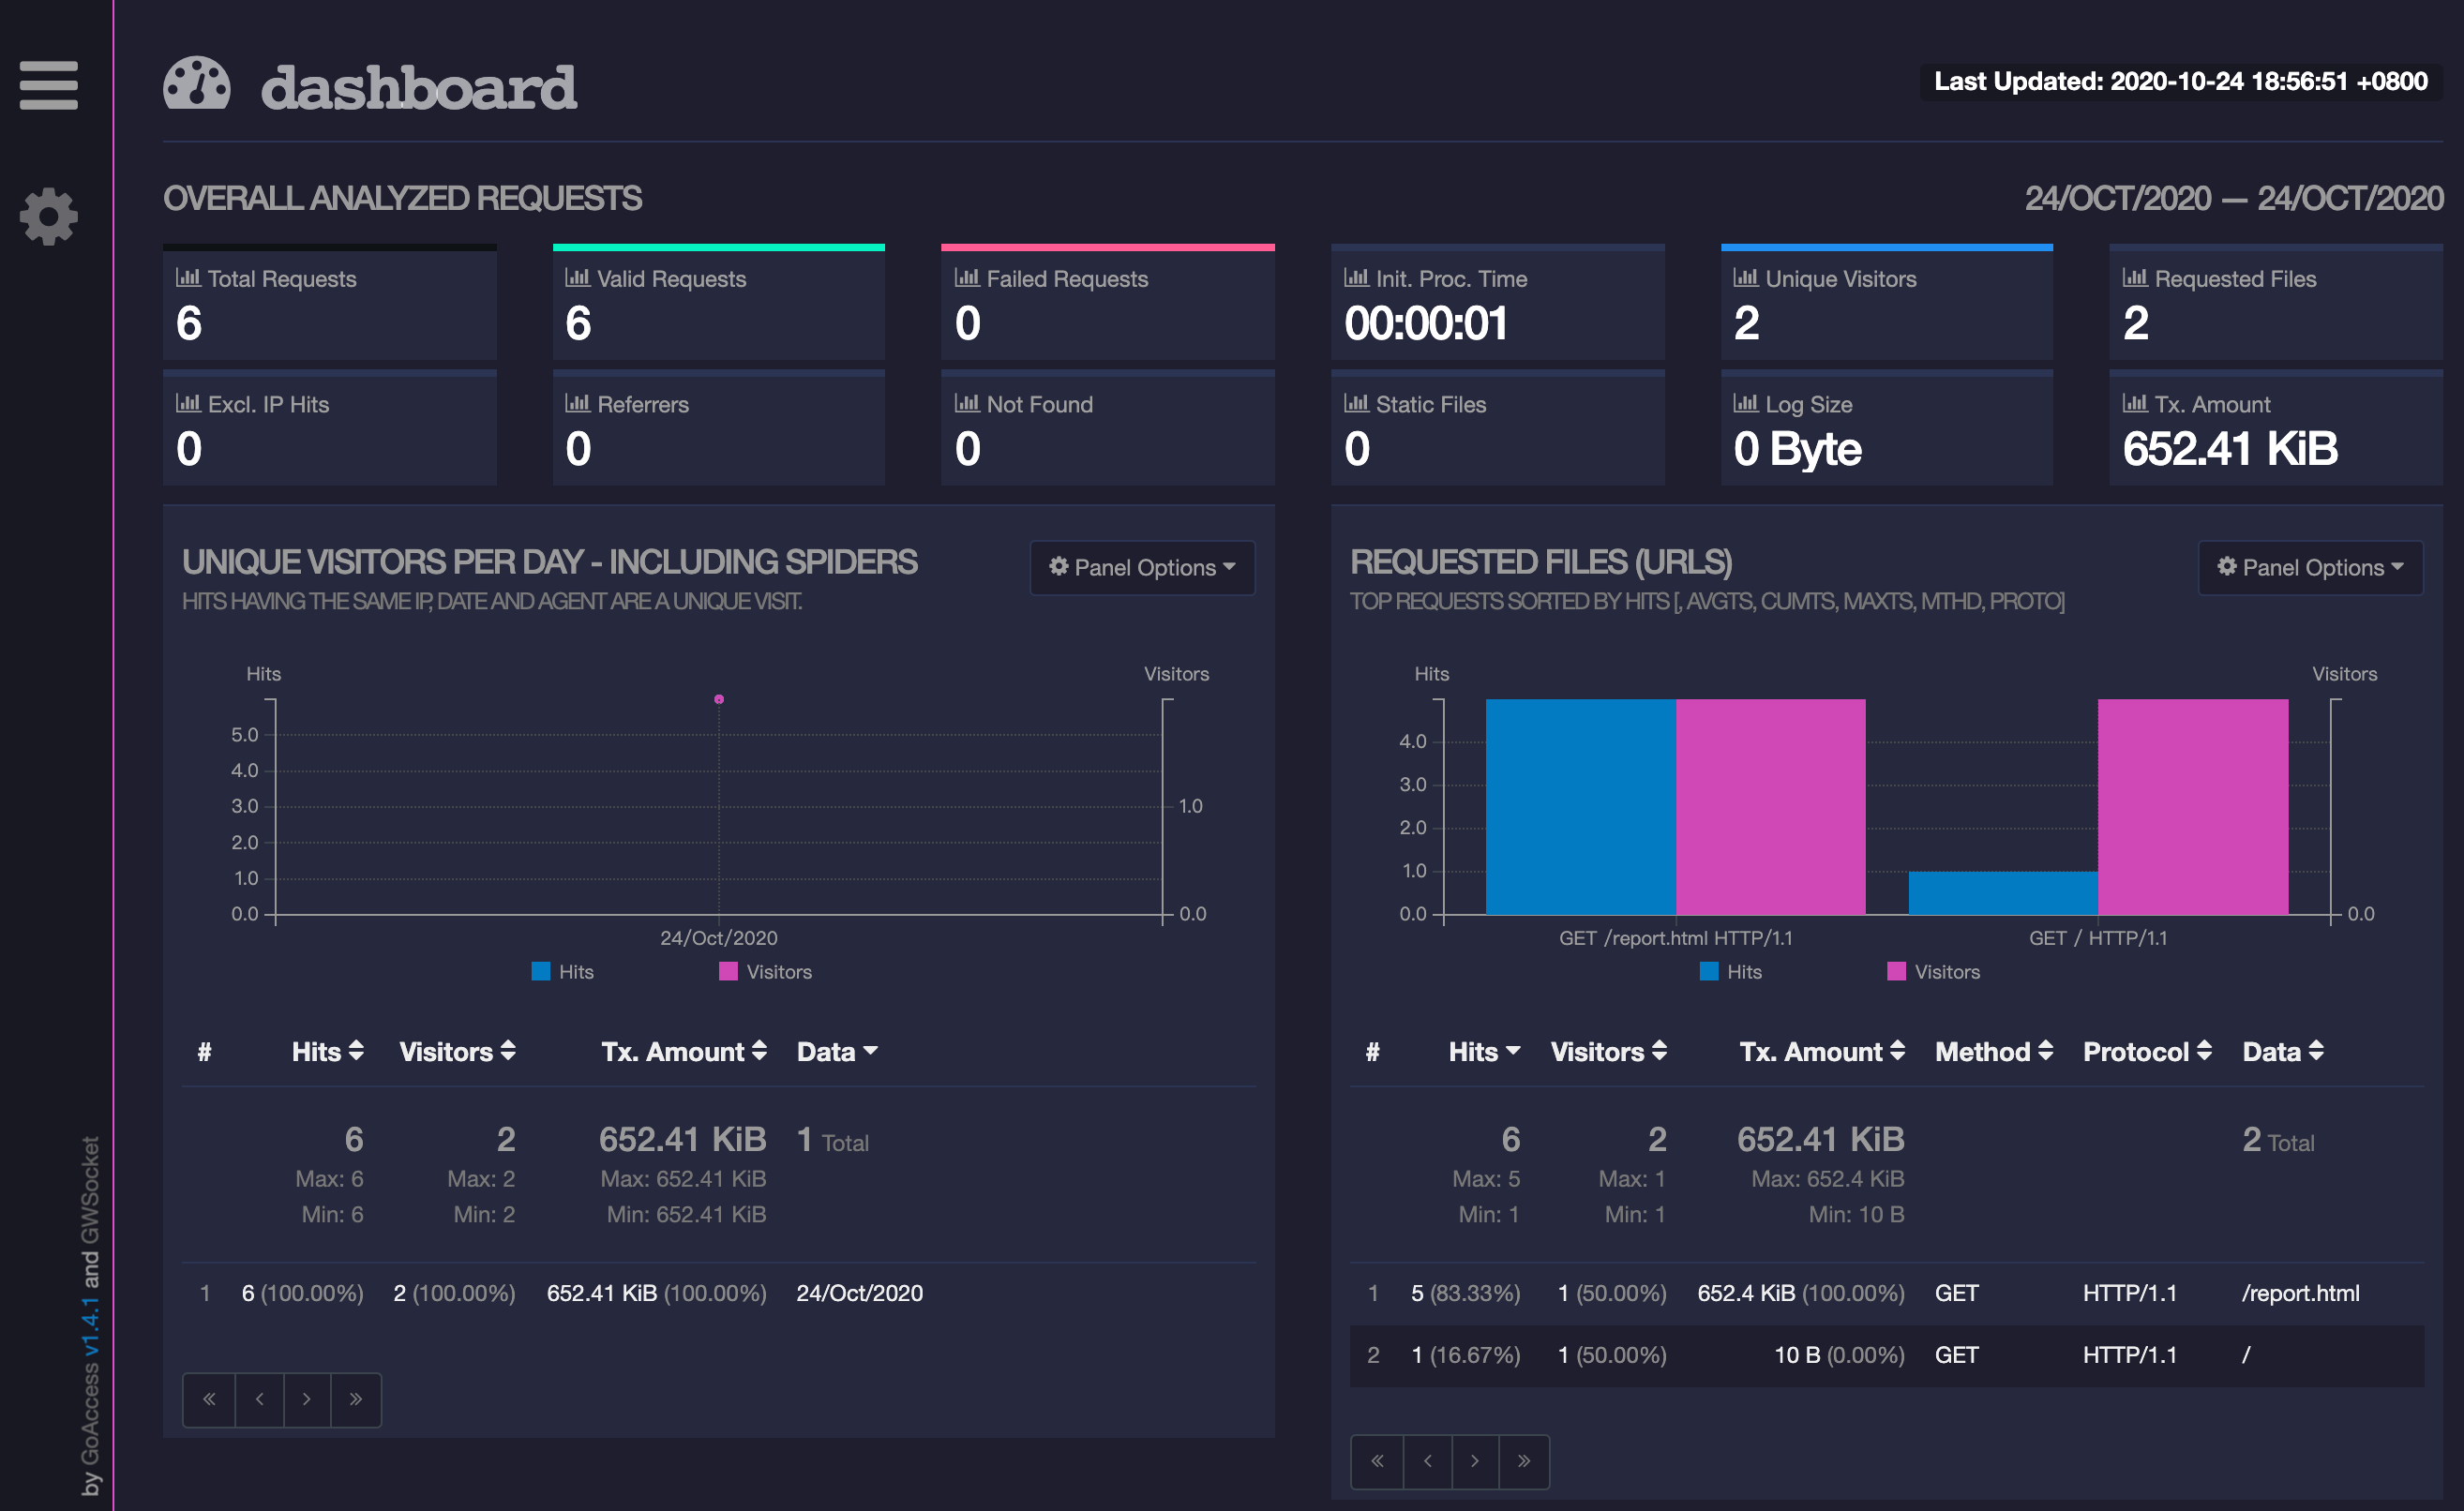 dashboard
Last Updated: 2020-10-24 18:56:51 +0800
OVERALL ANALYZED REQUESTS
24/OCT/2020 — 24/OCT/2020
Total Requests
6
Valid Requests
6
Failed Requests
0
Init. Proc. Time
00:00:01
Unique Visitors
2
Requested Files
2
Excl. IP Hits
0
Referrers
0
Not Found
0
Static Files
0
Log Size
0 Byte
Tx. Amount
652.41 KiB
UNIQUE VISITORS PER DAY - INCLUDING SPIDERS
Panel Options
HITS HAVING THE SAME IP, DATE AND AGENT ARE A UNIQUE VISIT.
Hits
Visitors
5.0
4.0
3.0
2.0
1.0
0.0
1.0
0.0
24/Oct/2020
Hits Visitors
# Hits Visitors Tx. Amount Data
6 2 652.41 KiB 1 Total
Max: 6 Max: 2 Max: 652.41 KiB
Min: 6 Min: 2 Min: 652.41 KiB
1 6 (100.00%) 2 (100.00%) 652.41 KiB (100.00%) 24/Oct/2020
« ‹ › »
REQUESTED FILES (URLS)
Panel Options
TOP REQUESTS SORTED BY HITS [, AVGTS, CUMTS, MAXTS, MTHD, PROTO]
Hits
Visitors
4.0
3.0
2.0
1.0
0.0
0.0
GET /report.html HTTP/1.1
GET / HTTP/1.1
Hits Visitors
# Hits Visitors Tx. Amount Method Protocol Data
6 2 652.41 KiB 2 Total
Max: 5 Max: 1 Max: 652.4 KiB
Min: 1 Min: 1 Min: 10 B
1 5 (83.33%) 1 (50.00%) 652.4 KiB (100.00%) GET HTTP/1.1 /report.html
2 1 (16.67%) 1 (50.00%) 10 B (0.00%) GET HTTP/1.1 /
« ‹ › »
by GoAccess v1.4.1 and GWSocket